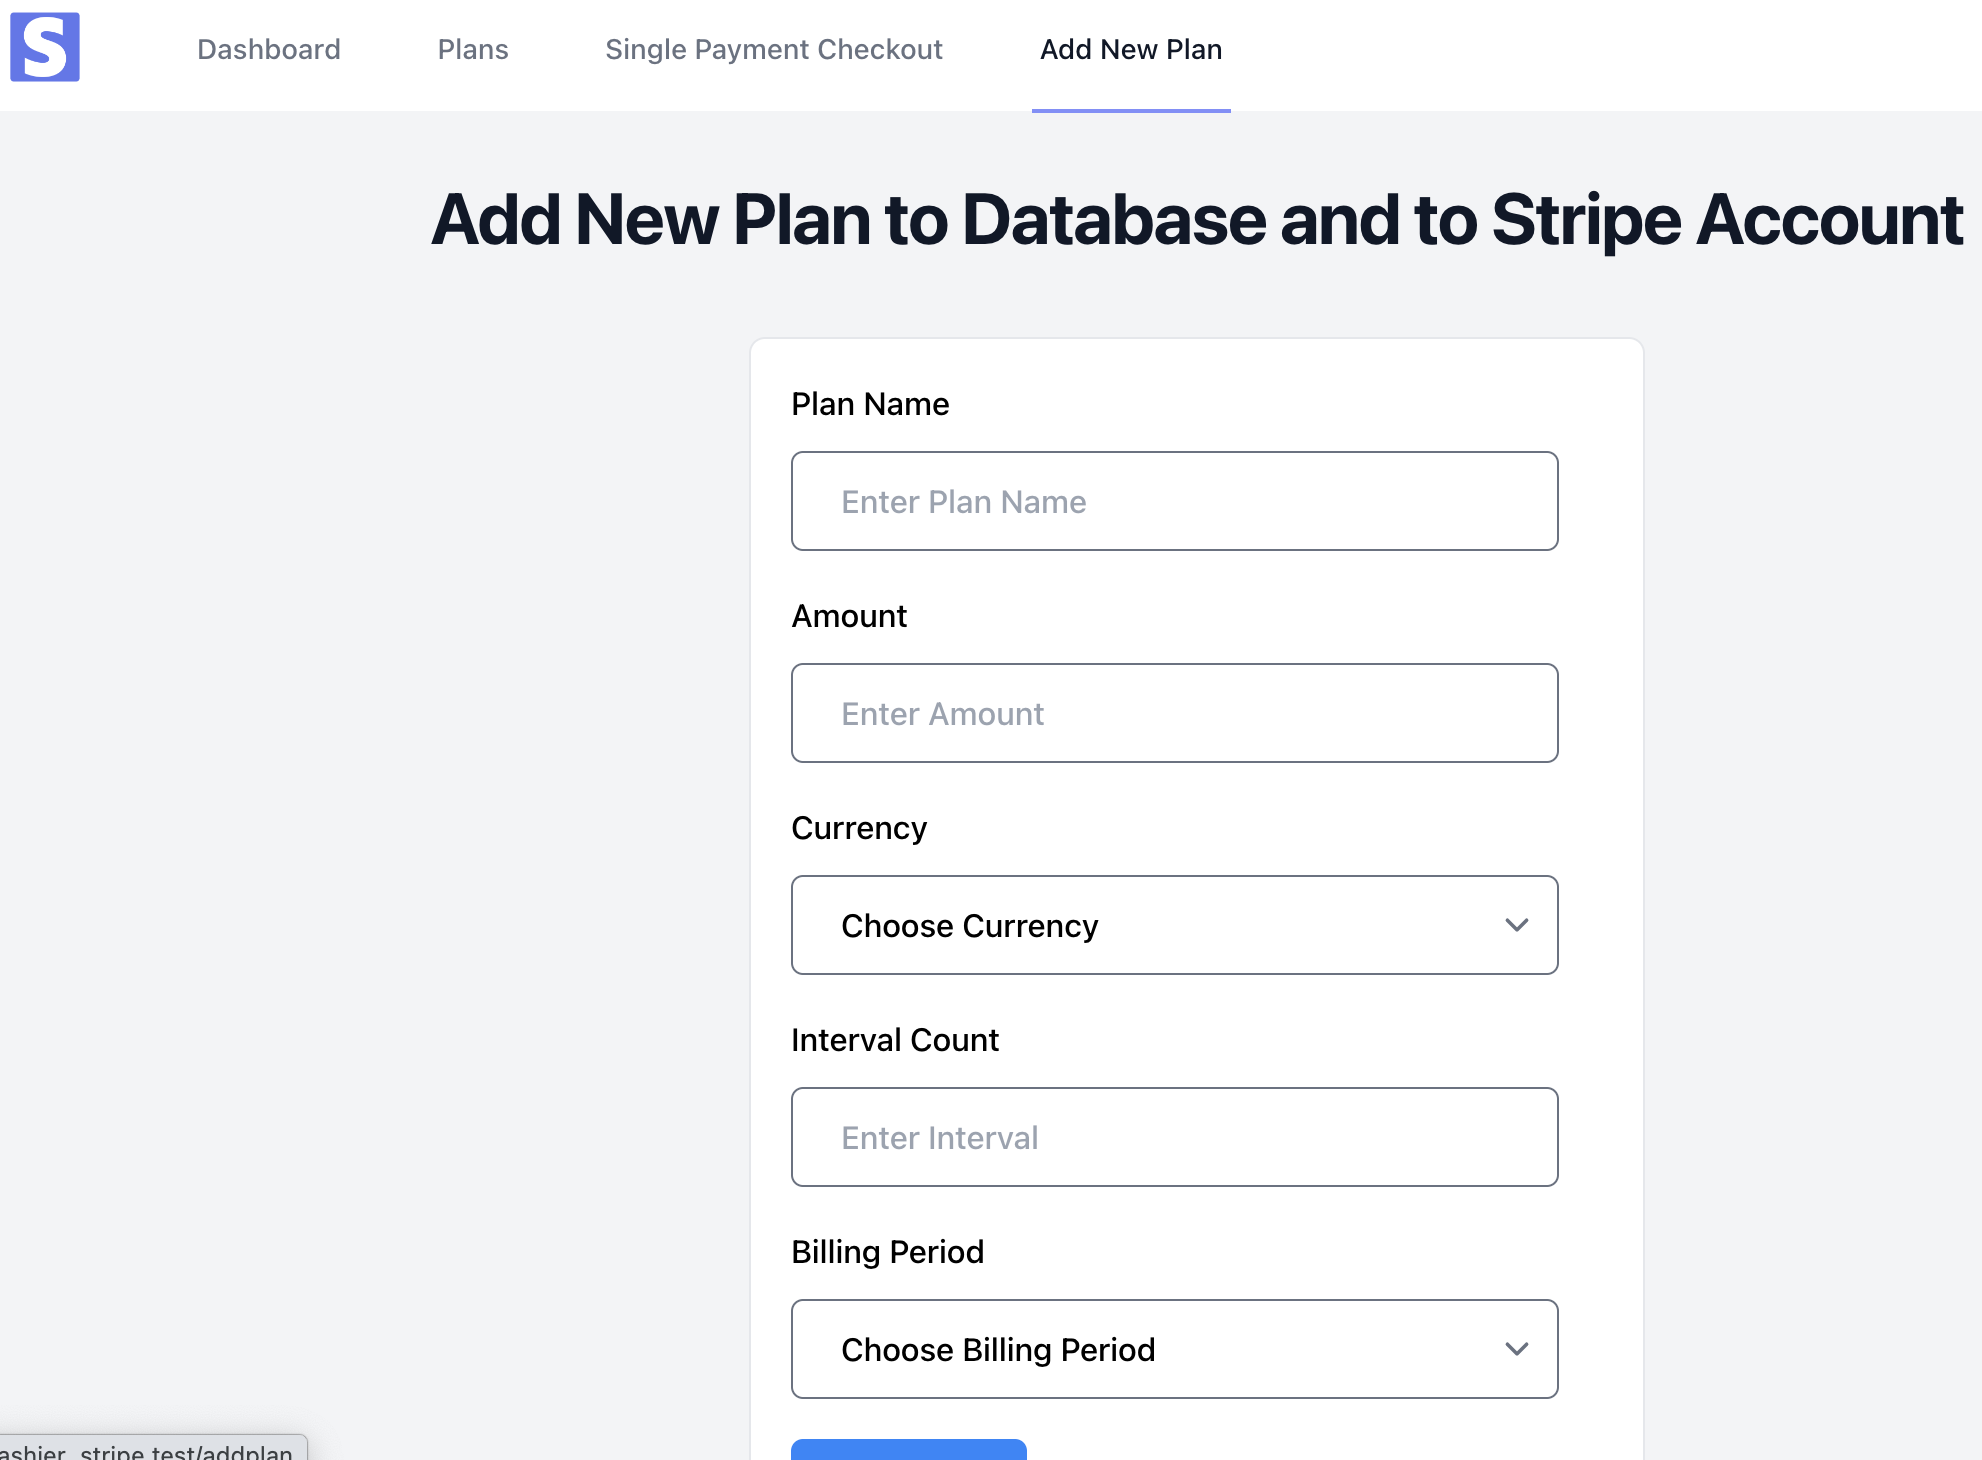 S
Dashboard Plans Single Payment Checkout Add New Plan
Add New Plan to Database and to Stripe Account
Plan Name
Enter Plan Name
Amount
Enter Amount
Currency
Choose Currency
Interval Count
Enter Interval
Billing Period
Choose Billing Period
ashier_stripe.test/addplan